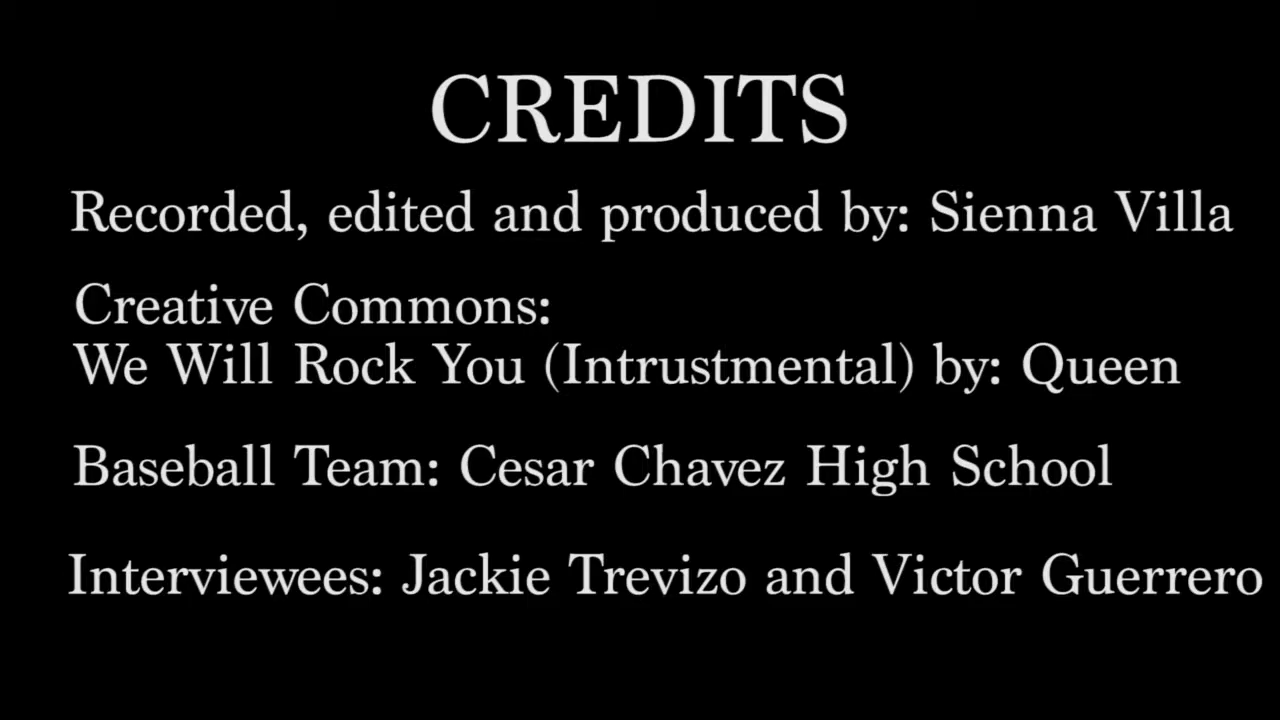 CREDITS
Recorded, edited and produced by: Sienna Villa
Creative Commons:
We Will Rock You (Intrustmental) by: Queen
Baseball Team: Cesar Chavez High School
Interviewees: Jackie Trevizo and Victor Guerrero